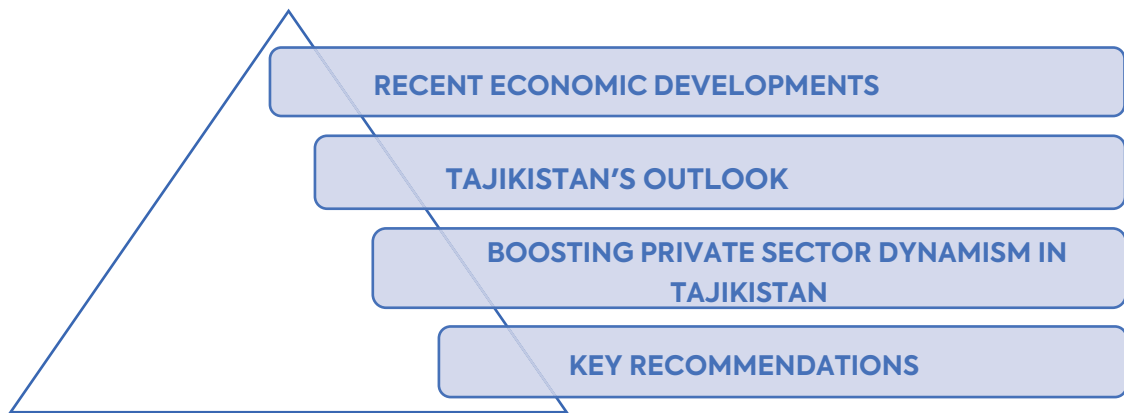 RECENT ECONOMIC DEVELOPMENTS
TAJIKISTAN’S OUTLOOK
BOOSTING PRIVATE SECTOR DYNAMISM IN
TAJIKISTAN
KEY RECOMMENDATIONS